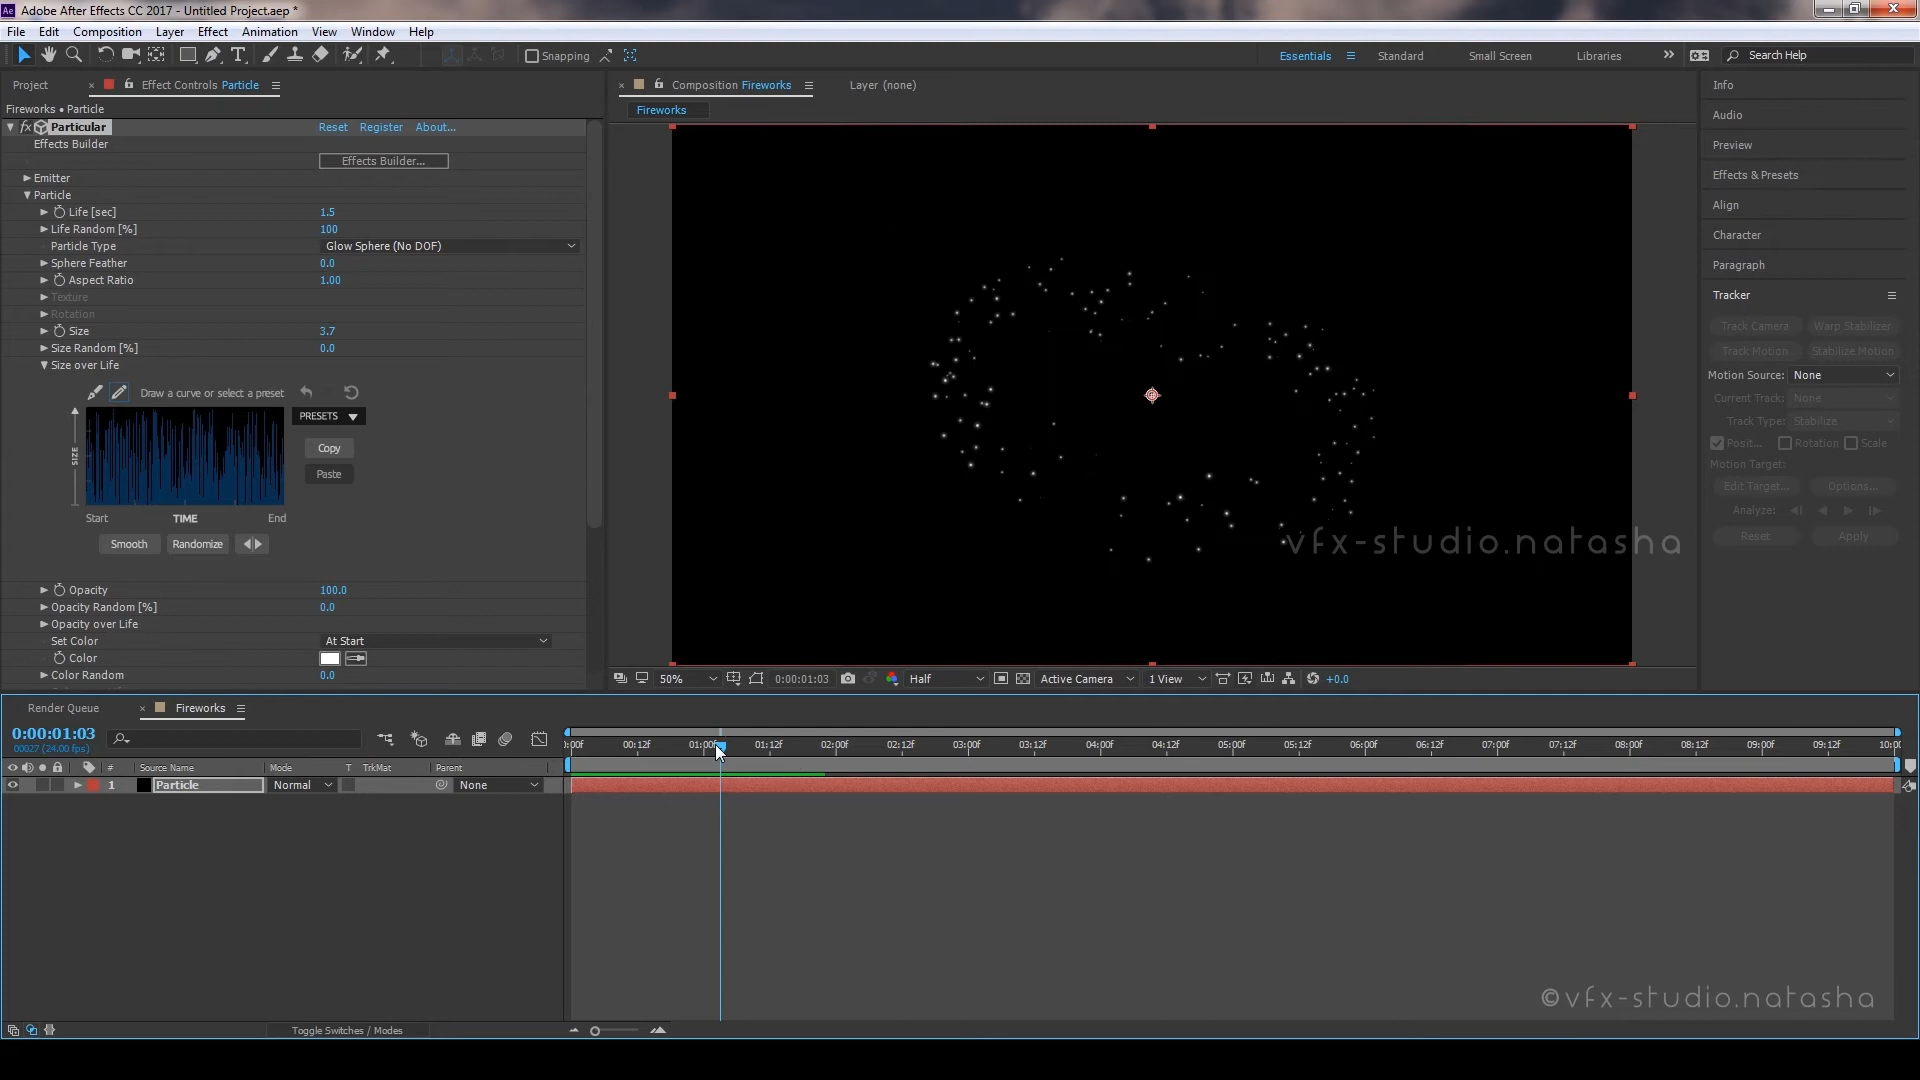 Adobe After Effects CC 2017 - Untitled Project.aep *
File Edit Composition Layer Effect Animation View Window Help
Snapping Essentials Standard Small Screen Libraries Search Help
Project Effect Controls Particle Composition Fireworks Layer (none)
Fireworks • Particle
Fireworks
fx Particular Reset Register About...
Effects Builder
Effects Builder...
Emitter
Particle
Life [sec] 1.5
Life Random [%] 100
Particle Type Glow Sphere (No DOF)
Sphere Feather 0.0
Aspect Ratio 1.00
Texture
Rotation
Size 3.7
Size Random [%] 0.0
Size over Life
Draw a curve or select a preset
PRESETS
Copy
Paste
SIZE
Start TIME End
Smooth Randomize
Opacity 100.0
Opacity Random [%] 0.0
Opacity over Life
Set Color At Start
Color
Color Random 0.0
vfx-studio.natasha
50% 0:00:01:03 Half Active Camera 1 View +0.0
Info
Audio
Preview
Effects & Presets
Align
Character
Paragraph
Tracker
Track Camera Warp Stabilizer
Track Motion Stabilize Motion
Motion Source: None
Current Track: None
Track Type: Stabilize
Posit... Rotation Scale
Motion Target:
Edit Target... Options...
Analyze:
Reset Apply
Render Queue Fireworks
0:00:01:03
00027 (24.00 fps)
:00f 00:12f 01:00f 01:12f 02:00f 02:12f 03:00f 03:12f 04:00f 04:12f 05:00f 05:12f 06:00f 06:12f 07:00f 07:12f 08:00f 08:12f 09:00f 09:12f 10:00
# Source Name Mode T TrkMat Parent
1 Particle Normal None
©vfx-studio.natasha
Toggle Switches / Modes